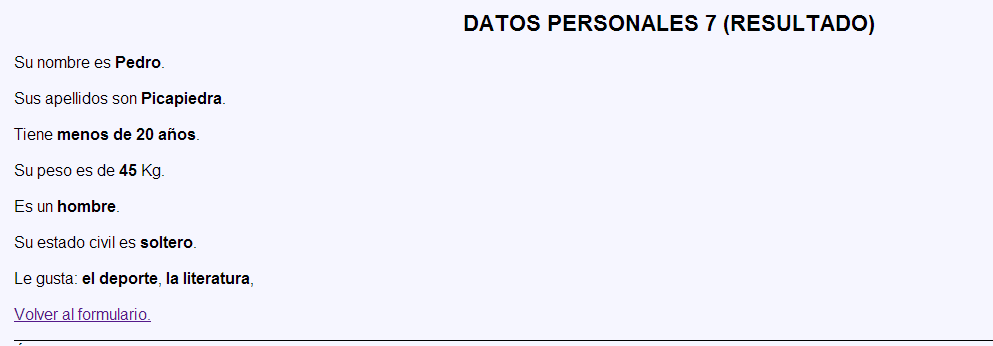 DATOS PERSONALES 7 (RESULTADO)
Su nombre es Pedro.
Sus apellidos son Picapiedra.
Tiene menos de 20 años.
Su peso es de 45 Kg.
Es un hombre.
Su estado civil es soltero.
Le gusta: el deporte, la literatura,
Volver al formulario.